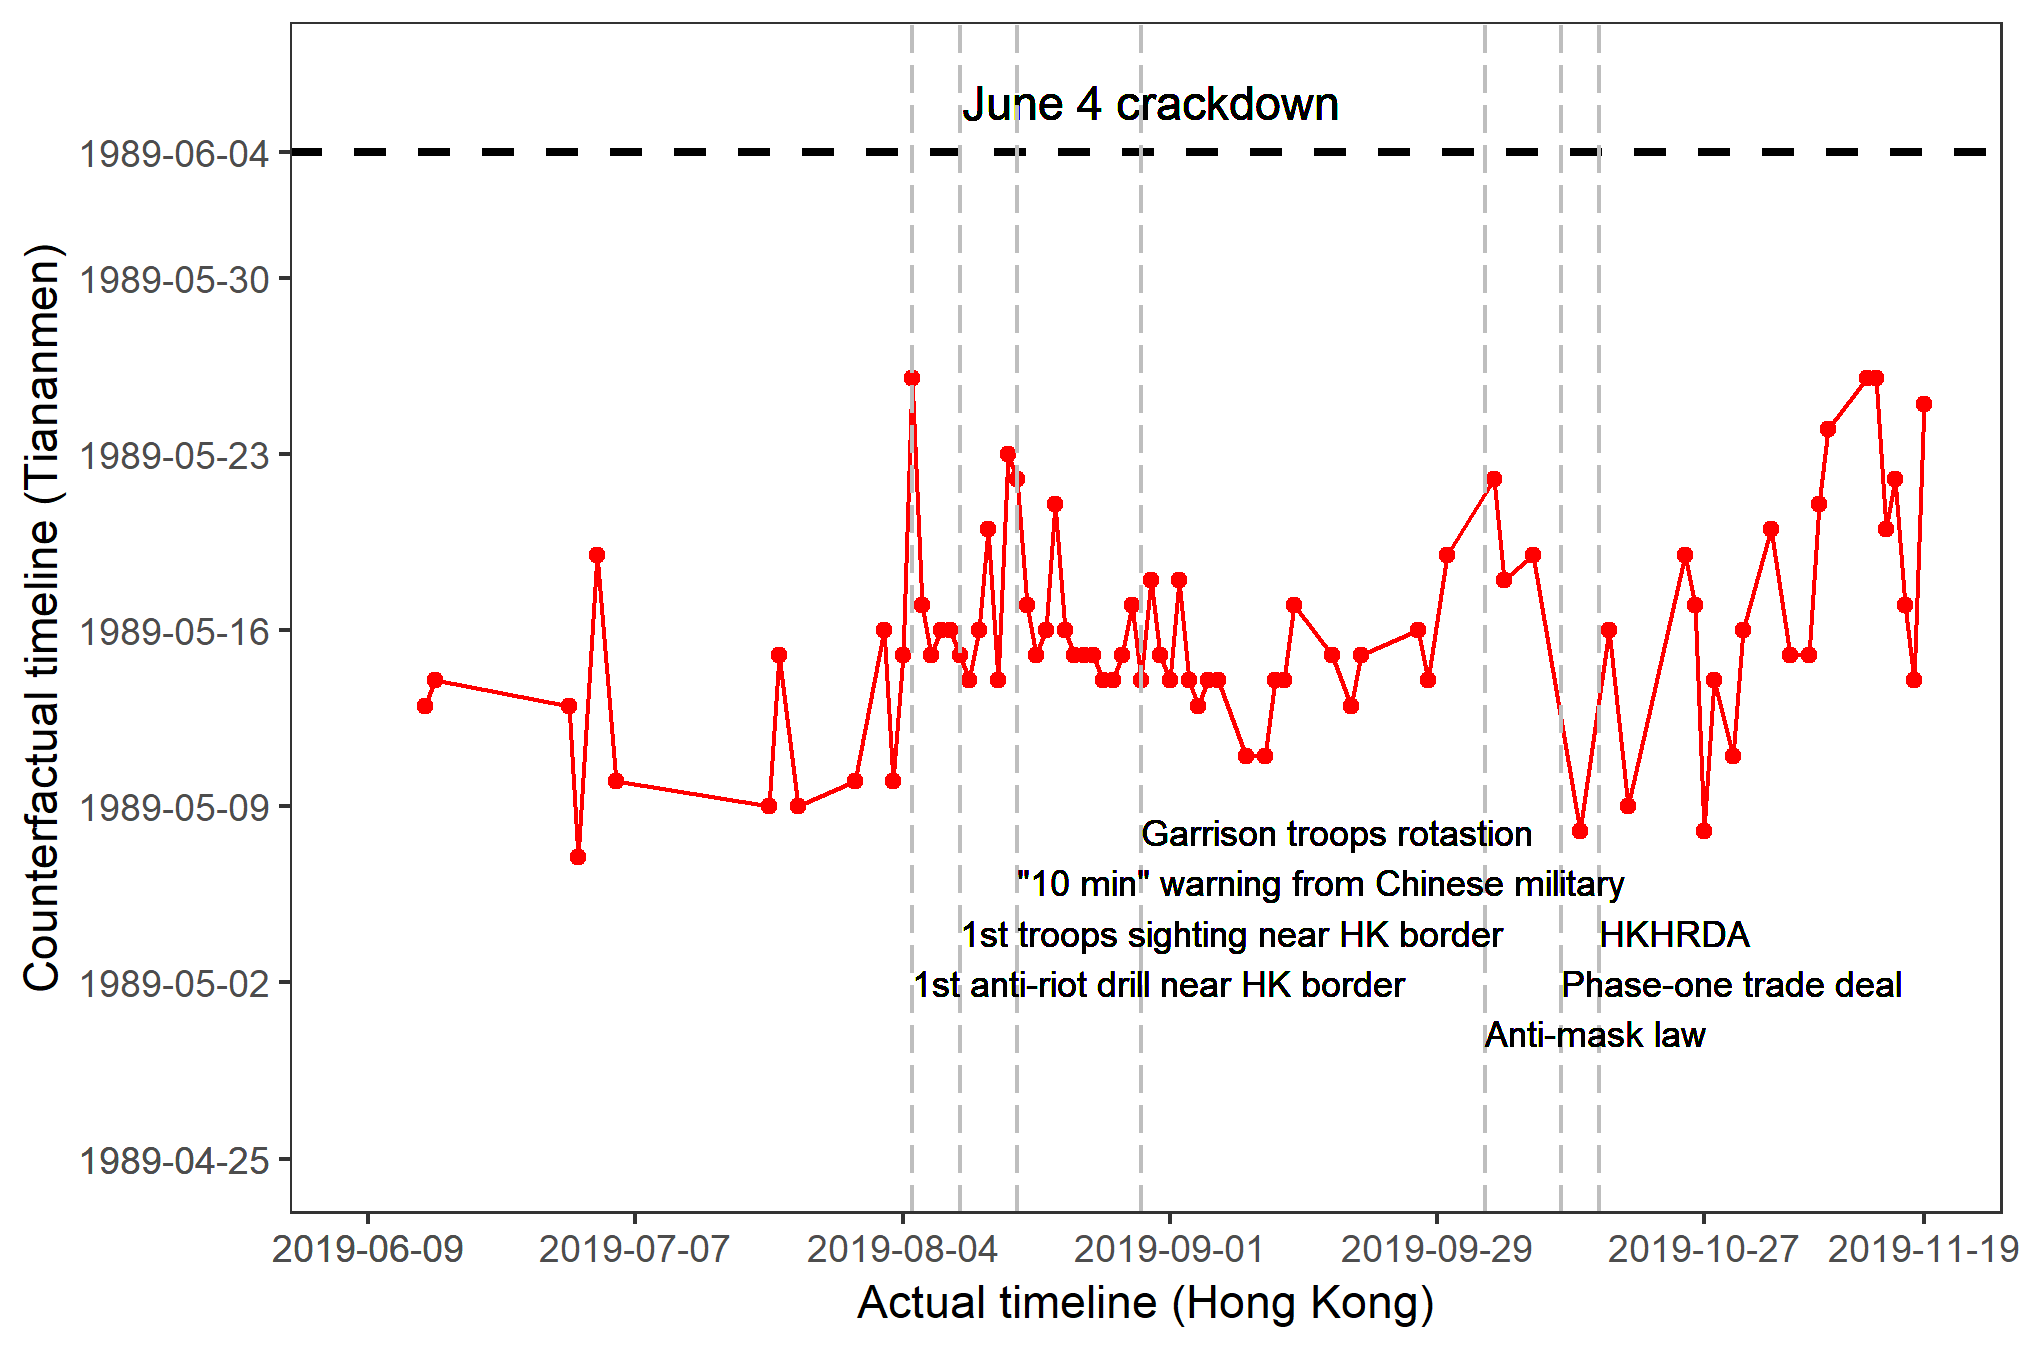 June 4 crackdown
1989-06-04
1989-05-30
1989-05-23
1989-05-16
1989-05-09
1989-05-02
1989-04-25
Counterfactual timeline (Tiananmen)
Garrison troops rotastion
"10 min" warning from Chinese military
1st troops sighting near HK border
HKHRDA
1st anti-riot drill near HK border
Phase-one trade deal
Anti-mask law
2019-06-09
2019-07-07
2019-08-04
2019-09-01
2019-09-29
2019-10-27
2019-11-19
Actual timeline (Hong Kong)